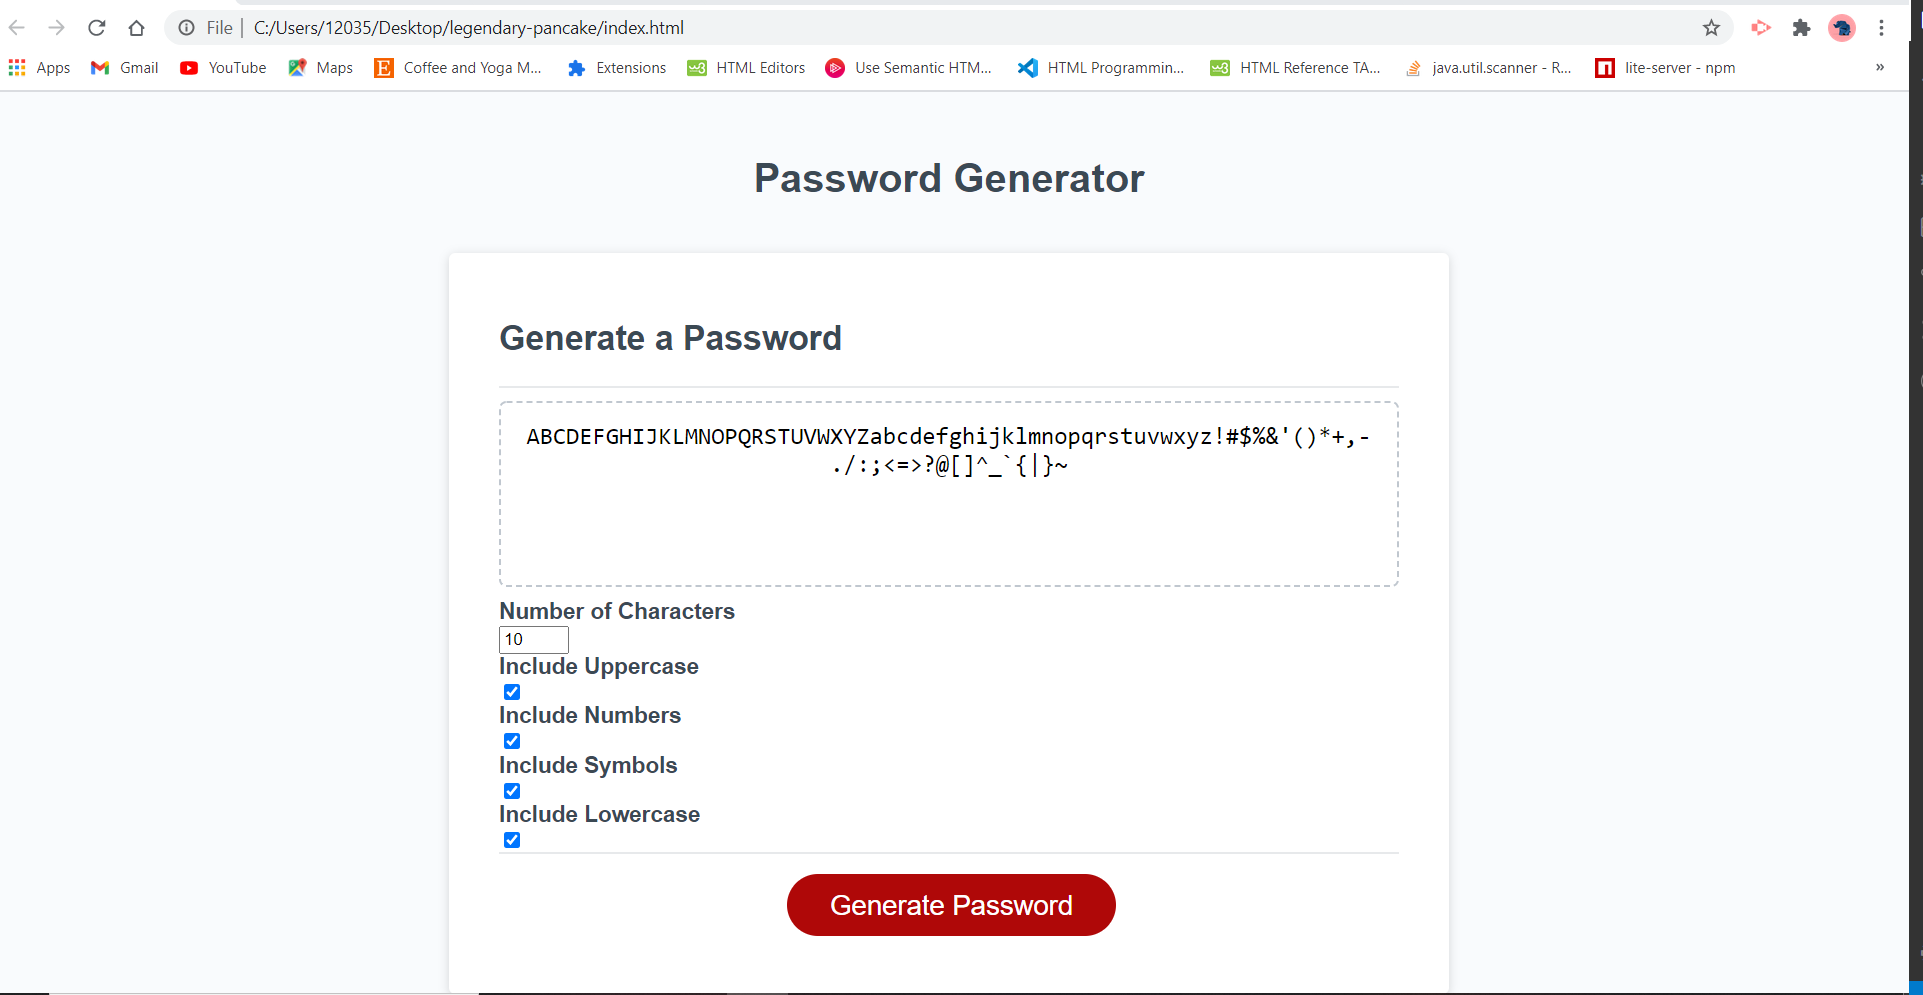 File | C:/Users/12035/Desktop/legendary-pancake/index.html
Apps Gmail YouTube Maps Coffee and Yoga M... Extensions HTML Editors Use Semantic HTM... HTML Programmin... HTML Reference TA... java.util.scanner - R... lite-server - npm »
Password Generator
Generate a Password
ABCDEFGHIJKLMNOPQRSTUVWXYZabcdefghijklmnopqrstuvwxyz!#$%&'()*+,-
./:;<=>?@[]^_`{|}~
Number of Characters
10
Include Uppercase
Include Numbers
Include Symbols
Include Lowercase
Generate Password